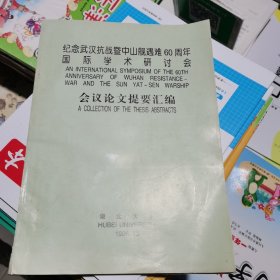 纪念武汉抗战暨中山舰遇难60周年
国际学术研讨会
AN INTERNATIONAL SYMPOSIUM OF THE 60TH
ANNIVERSARY OF WUHAN RESISTANCE-
WAR AND THE SUN YAT-SEN WARSHIP
会议论文提要汇编
A COLLECTION OF THE THESIS ABSTRACTS
HUBEI UNIVERSITY